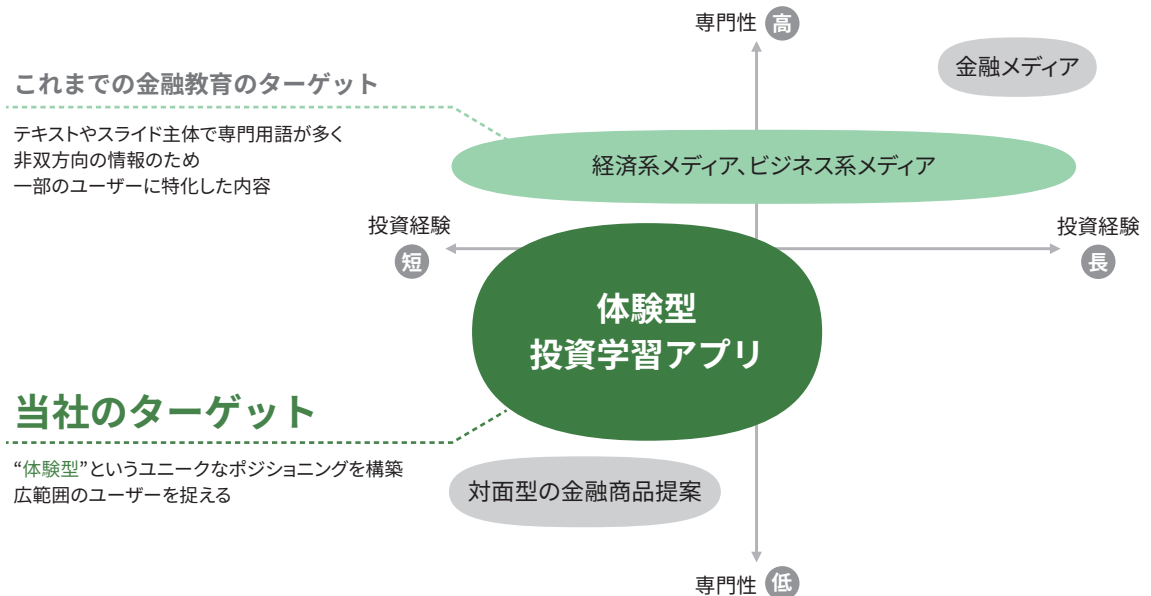 専門性 高
金融メディア
これまでの金融教育のターゲット
テキストやスライド主体で専門用語が多く
非双方向の情報のため
一部のユーザーに特化した内容
経済系メディア、ビジネス系メディア
投資経験
短
投資経験
長
体験型
投資学習アプリ
当社のターゲット
“体験型”というユニークなポジショニングを構築
広範囲のユーザーを捉える
対面型の金融商品提案
専門性 低